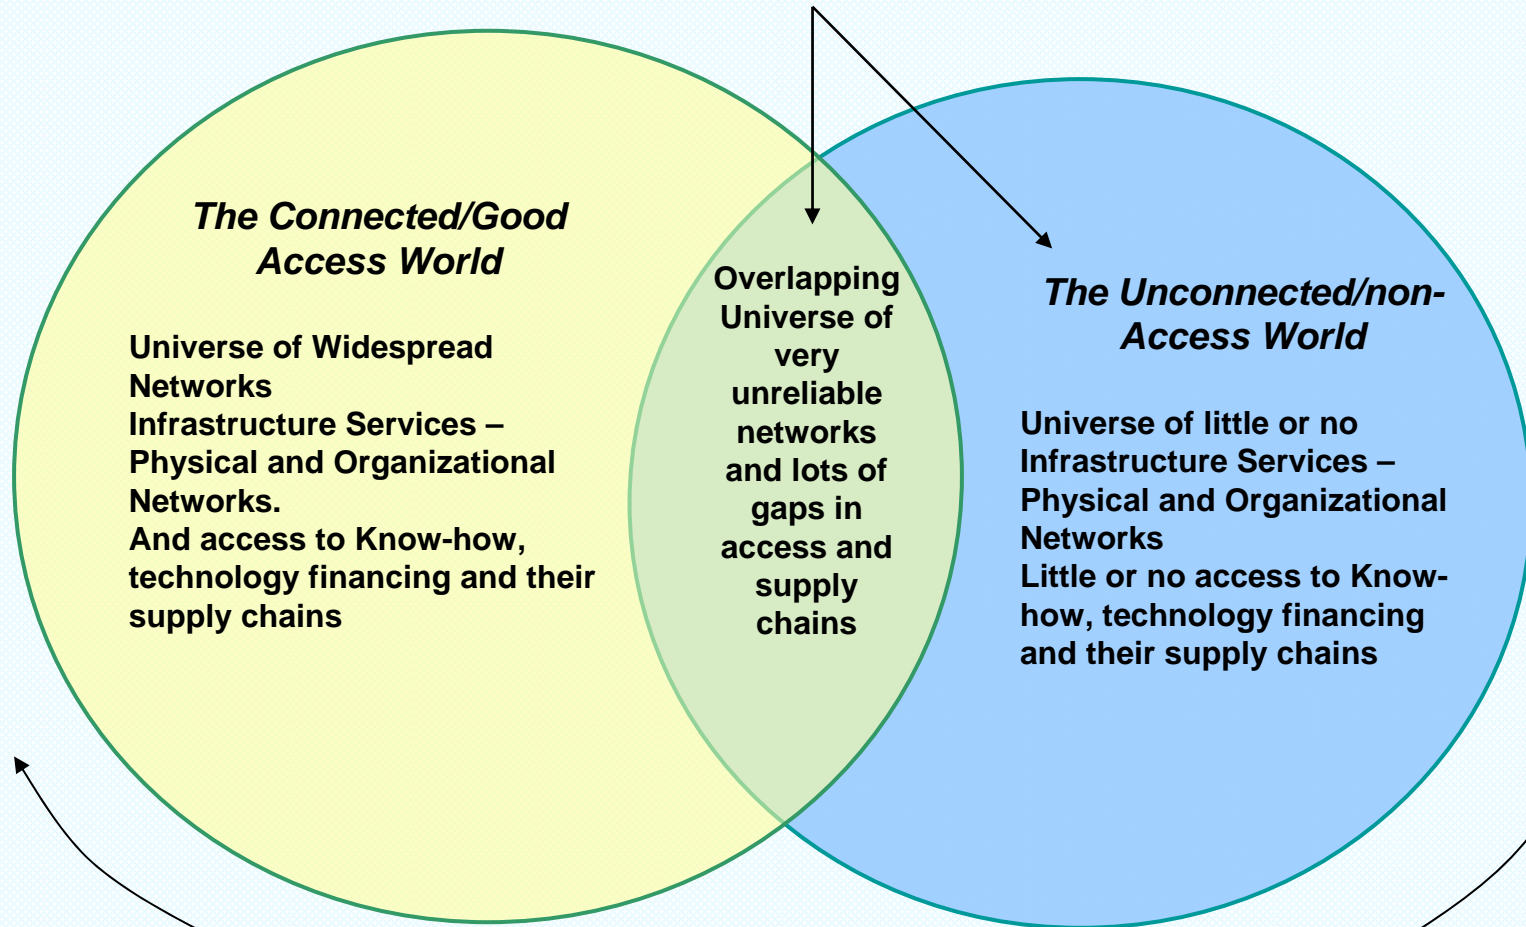 The Connected/Good
Access World
Universe of Widespread
Networks
Infrastructure Services –
Physical and Organizational
Networks.
And access to Know-how,
technology financing and their
supply chains
Overlapping
Universe of
very
unreliable
networks
and lots of
gaps in
access and
supply
chains
The Unconnected/non-
Access World
Universe of little or no
Infrastructure Services –
Physical and Organizational
Networks
Little or no access to Know-
how, technology financing
and their supply chains